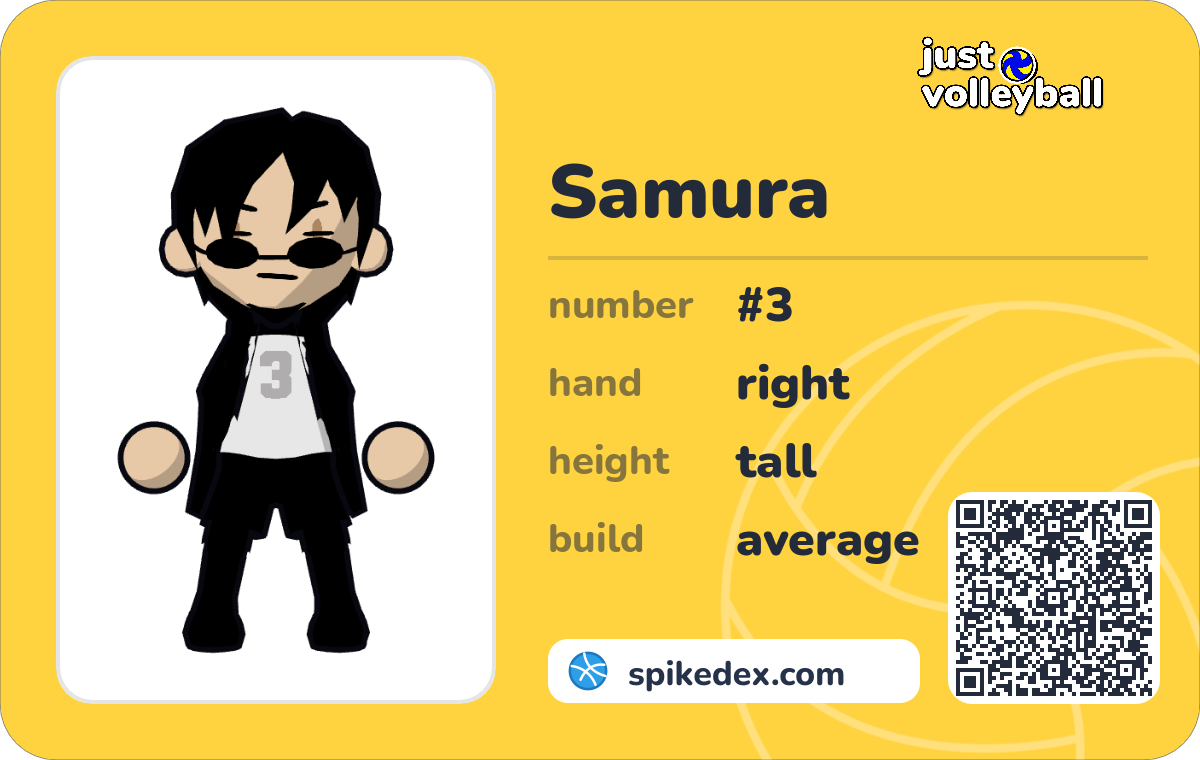 just
volleyball
Samura
number #3
hand right
height tall
build average
3
spikedex.com